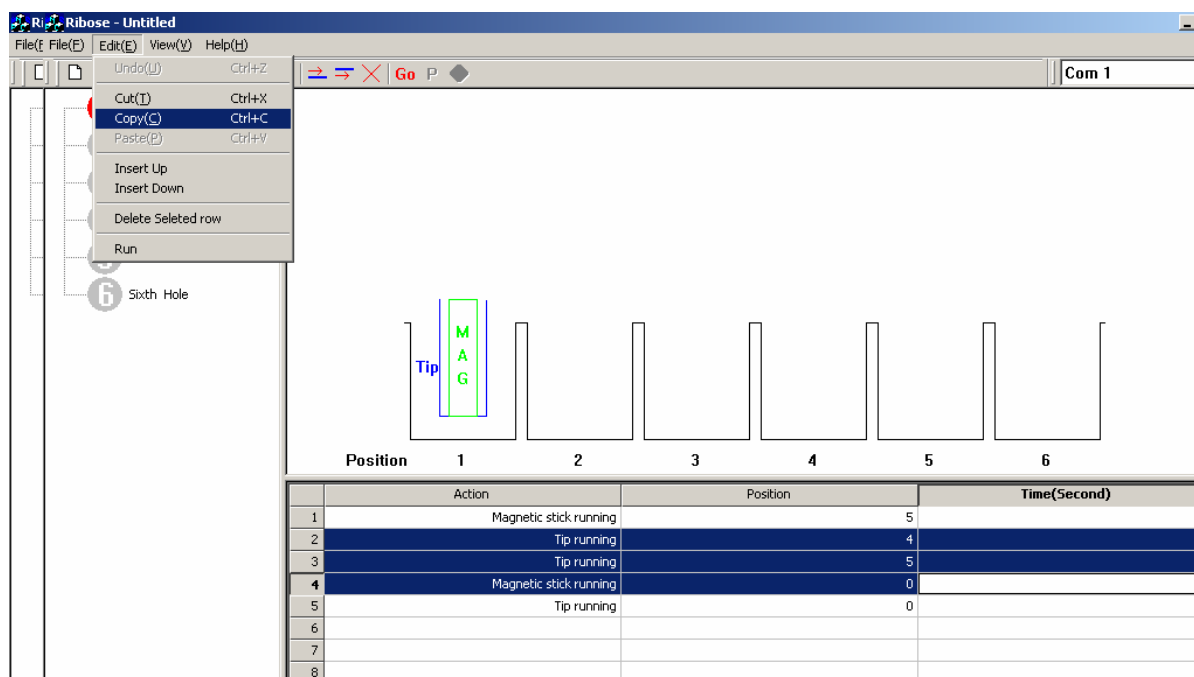 Ri Ribose - Untitled
File(F File(F) Edit(E) View(V) Help(H)
Undo(U) Ctrl+Z
Cut(T) Ctrl+X
Copy(C) Ctrl+C
Paste(P) Ctrl+V
Insert Up
Insert Down
Delete Seleted row
Run
Go P
Com 1
6 Sixth Hole
Tip
M
A
G
Position 1 2 3 4 5 6
Action Position Time(Second)
1 Magnetic stick running 5
2 Tip running 4
3 Tip running 5
4 Magnetic stick running 0
5 Tip running 0
6
7
8